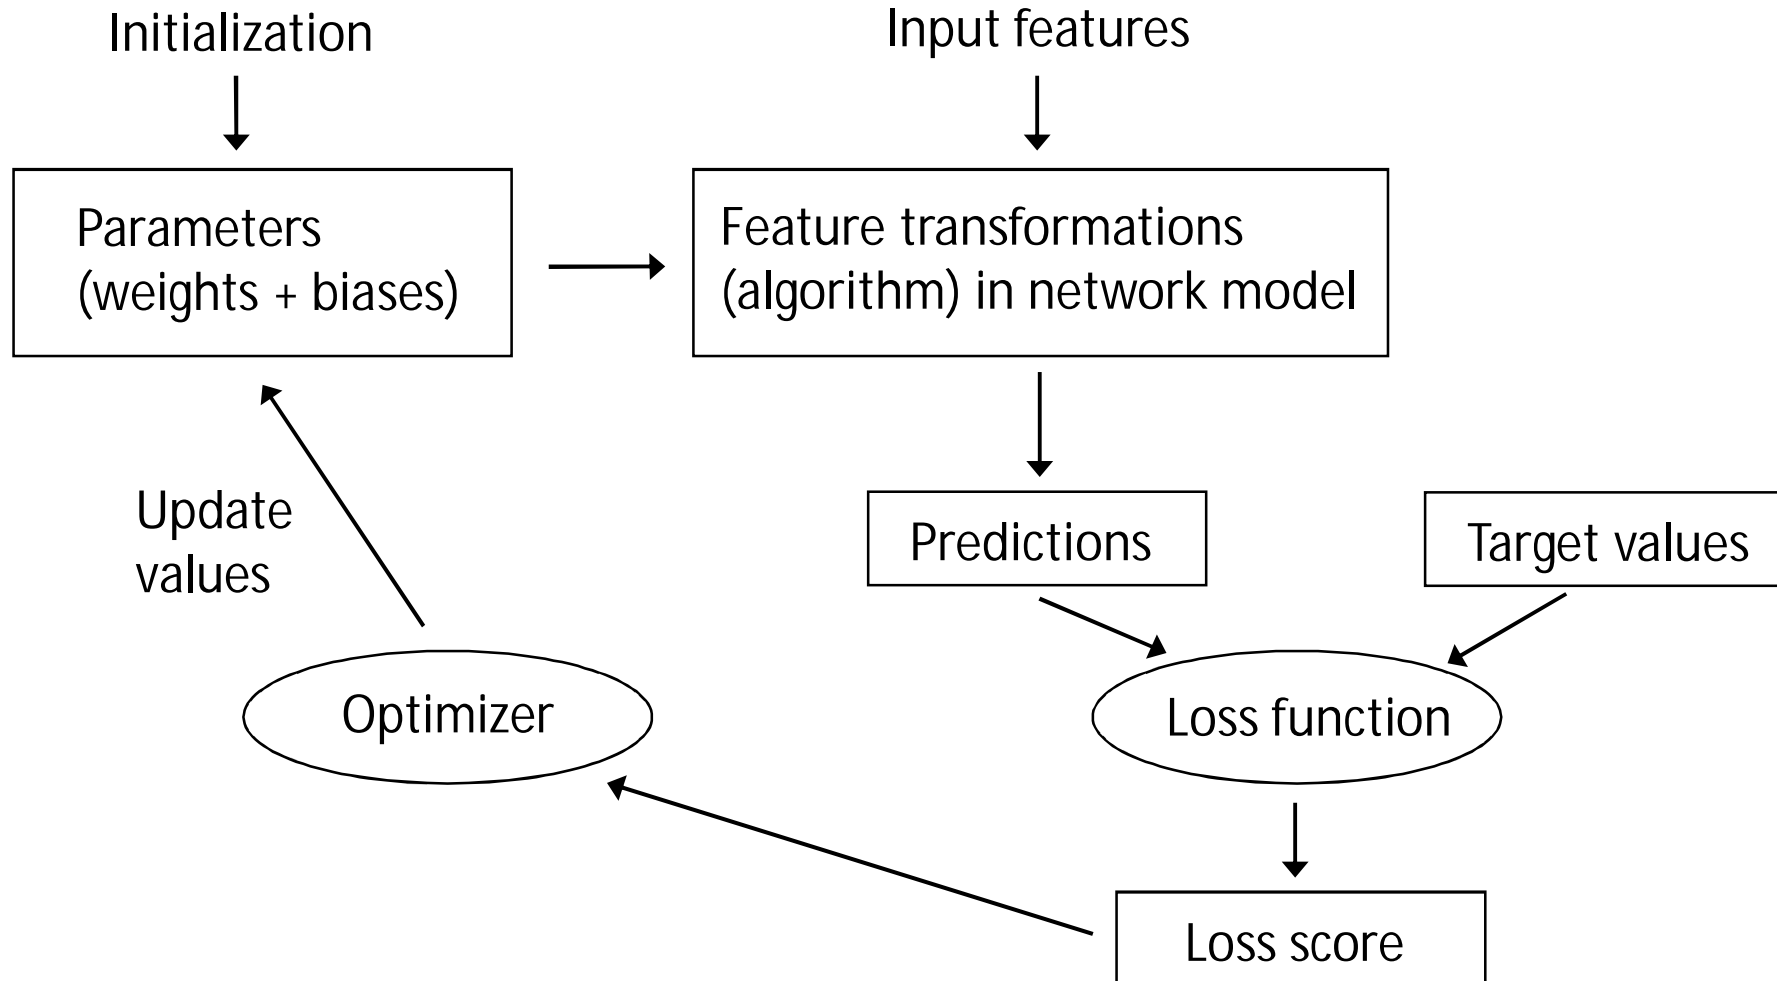 Initialization
Input features
Parameters
(weights + biases)
Feature transformations
(algorithm) in network model
Update
values
Predictions
Target values
Optimizer
Loss function
Loss score